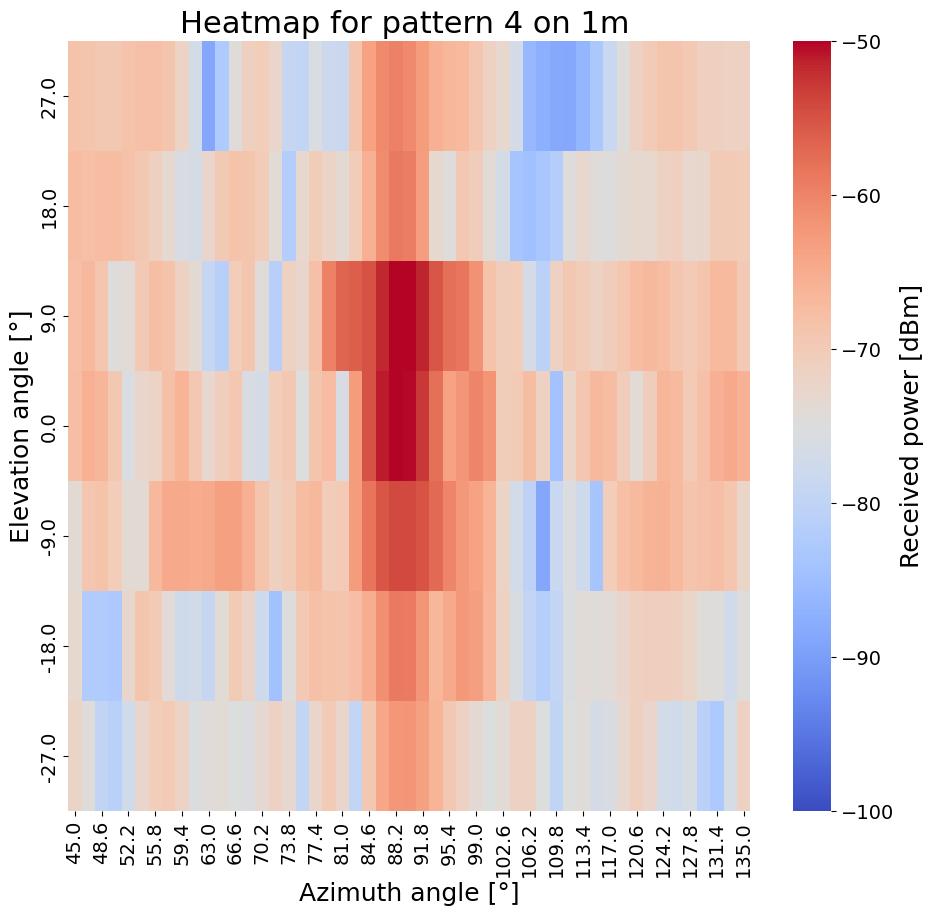 Heatmap for pattern 4 on 1m
Elevation angle [°]
27.0
18.0
9.0
0.0
-9.0
-18.0
-27.0
45.0 48.6 52.2 55.8 59.4 63.0 66.6 70.2 73.8 77.4 81.0 84.6 88.2 91.8 95.4 99.0 102.6 106.2 109.8 113.4 117.0 120.6 124.2 127.8 131.4 135.0
Azimuth angle [°]
−50
−60
−70
−80
−90
−100
Received power [dBm]